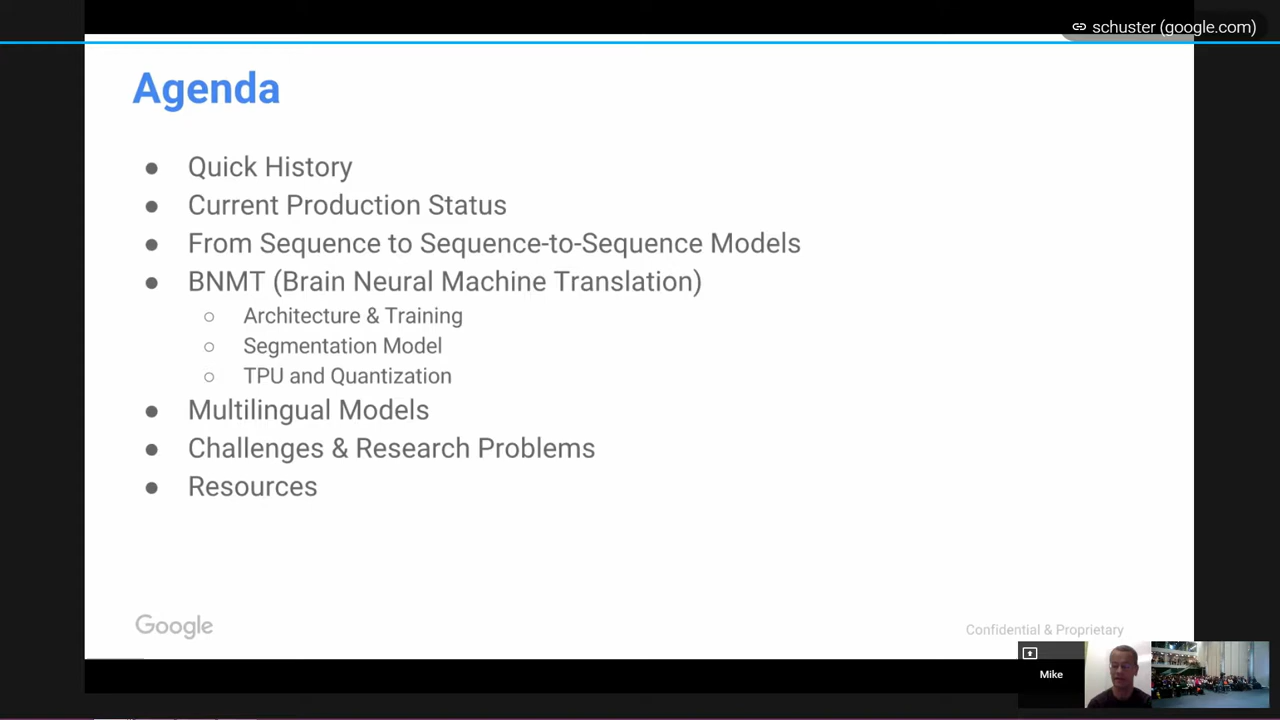 schuster (google.com)
Agenda
● Quick History
● Current Production Status
● From Sequence to Sequence-to-Sequence Models
● BNMT (Brain Neural Machine Translation)
○ Architecture & Training
○ Segmentation Model
○ TPU and Quantization
● Multilingual Models
● Challenges & Research Problems
● Resources
Google
Confidential & Proprietary
Mike